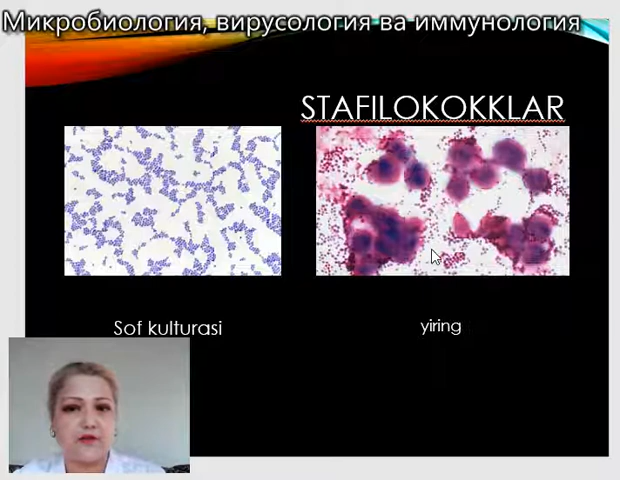 Микробиология, вирусология ва иммунология
STAFILOKOKKLAR
Sof kulturasi
yiring